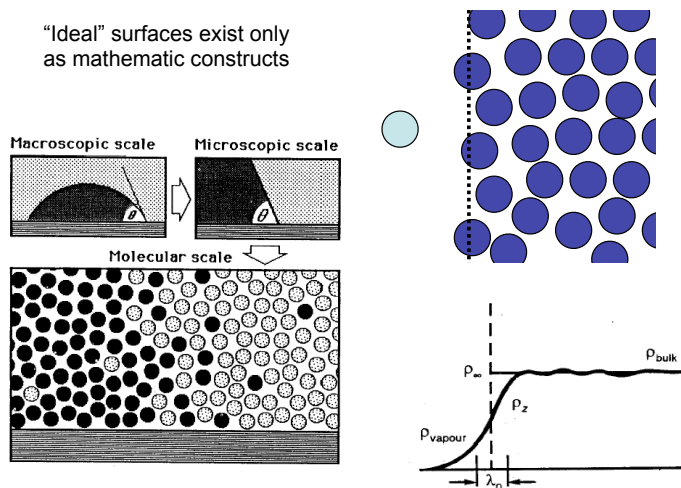 “Ideal” surfaces exist only
as mathematic constructs
Macroscopic scale
Microscopic scale
θ
θ
Molecular scale
ρbulk
ρ∞
ρz
ρvapour